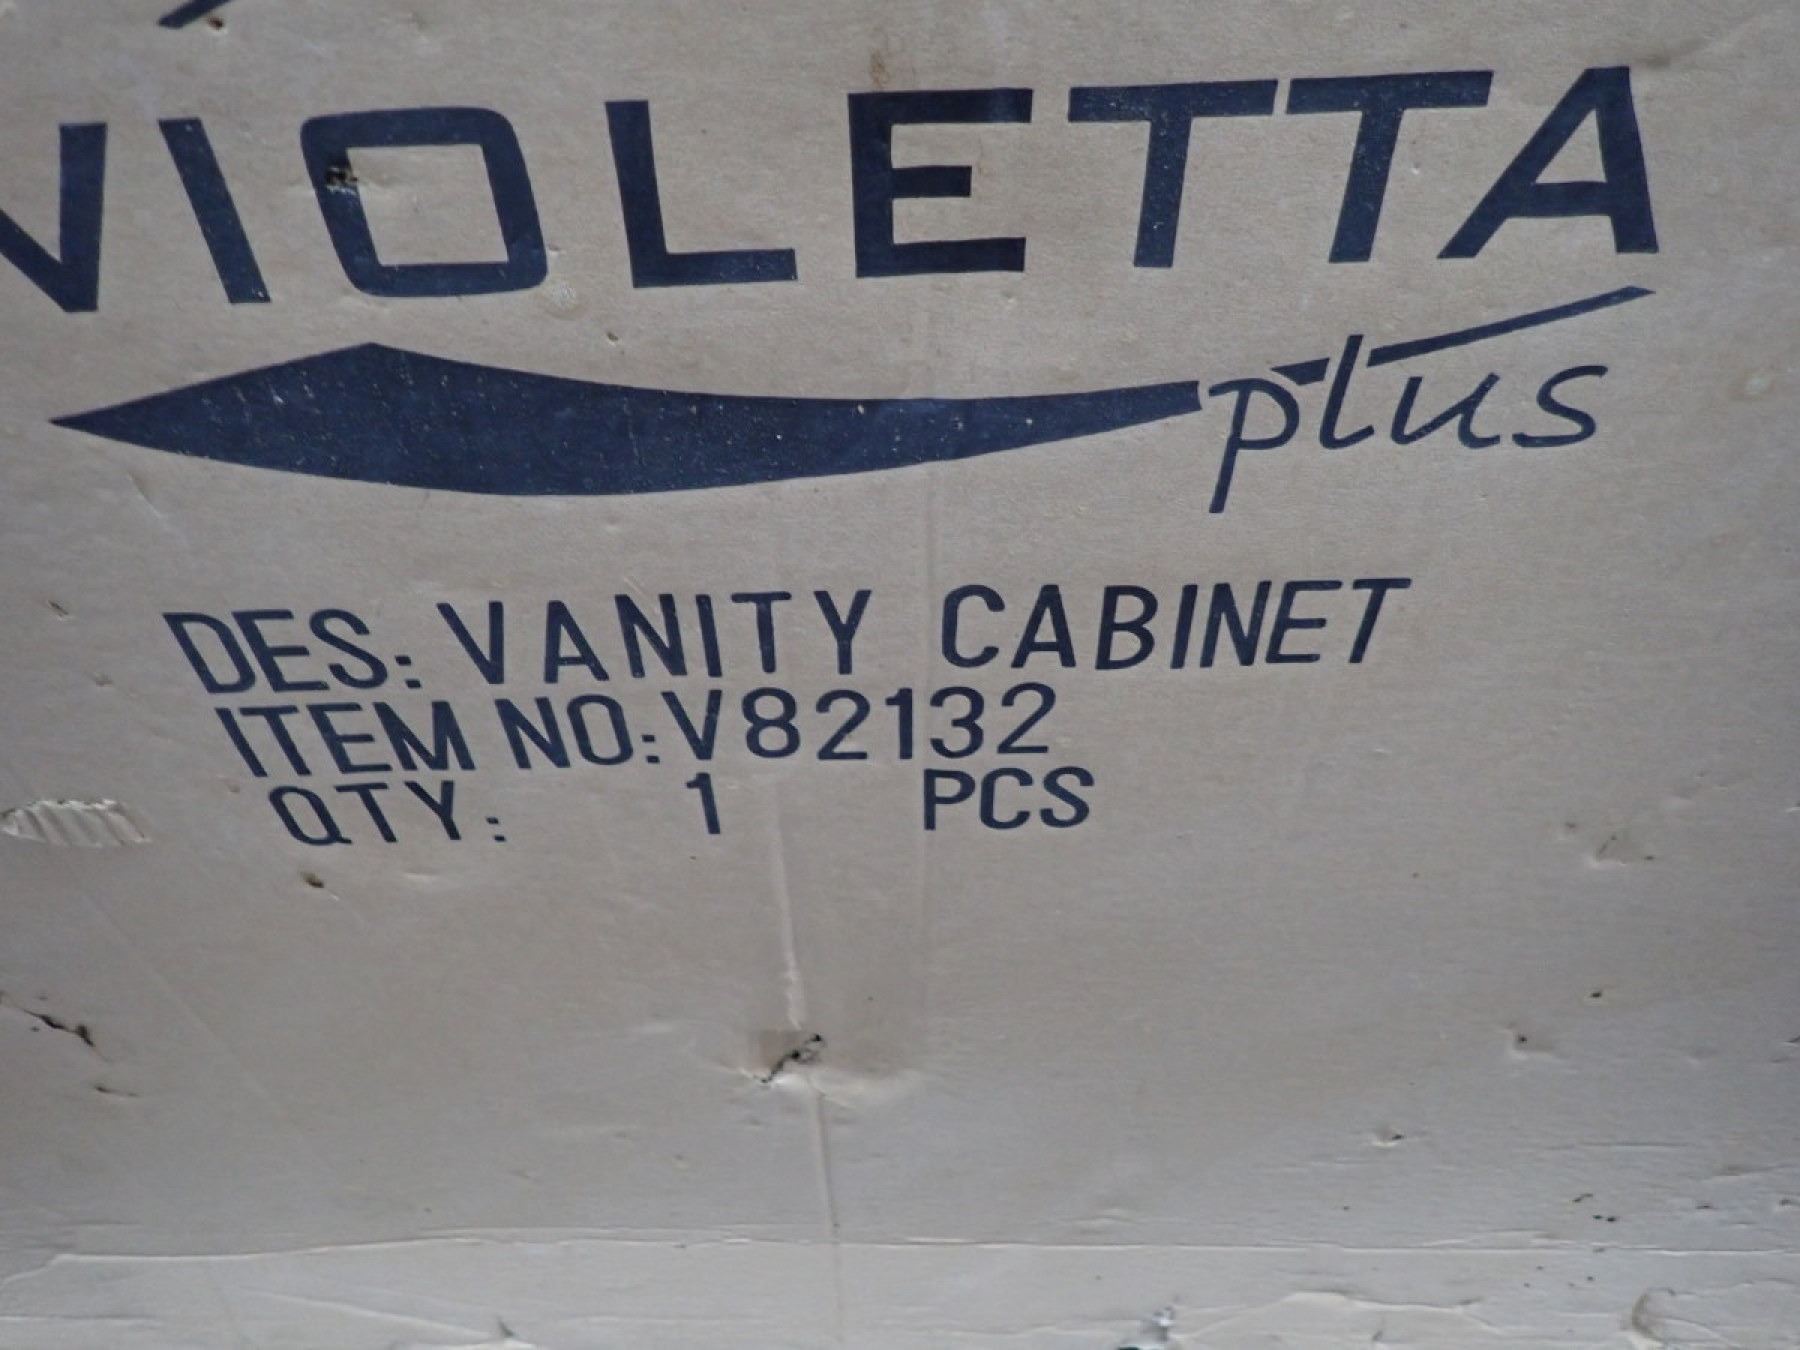 VIOLETTA
plus
DES: VANITY CABINET
ITEM NO: V82132
QTY: 1 PCS